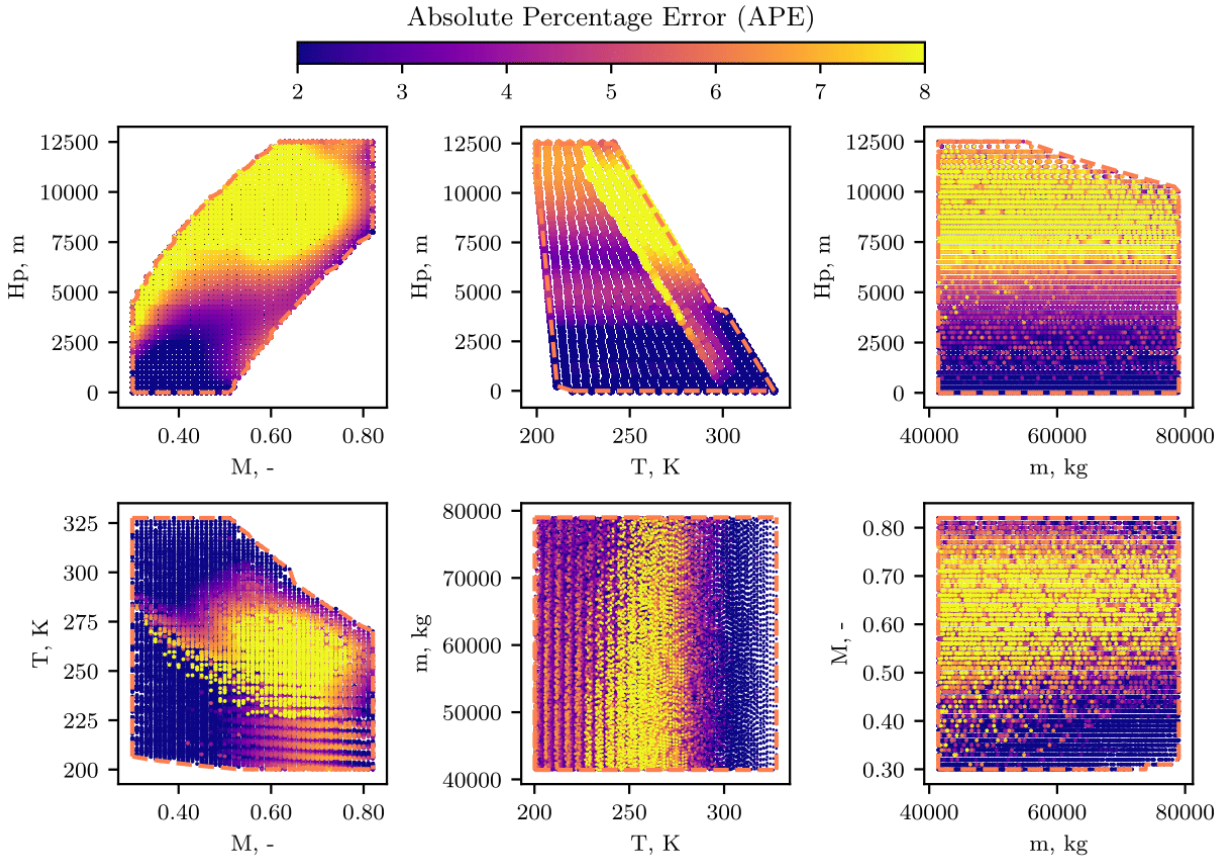 Absolute Percentage Error (APE)
2 3 4 5 6 7 8
12500
10000
7500
5000
2500
0
Hp, m
0.40 0.60 0.80
M, -
12500
10000
7500
5000
2500
0
Hp, m
200 250 300
T, K
12500
10000
7500
5000
2500
0
Hp, m
40000 60000 80000
m, kg
325
300
275
250
225
200
T, K
0.40 0.60 0.80
M, -
80000
70000
60000
50000
40000
m, kg
200 250 300
T, K
0.80
0.70
0.60
0.50
0.40
0.30
M, -
40000 60000 80000
m, kg